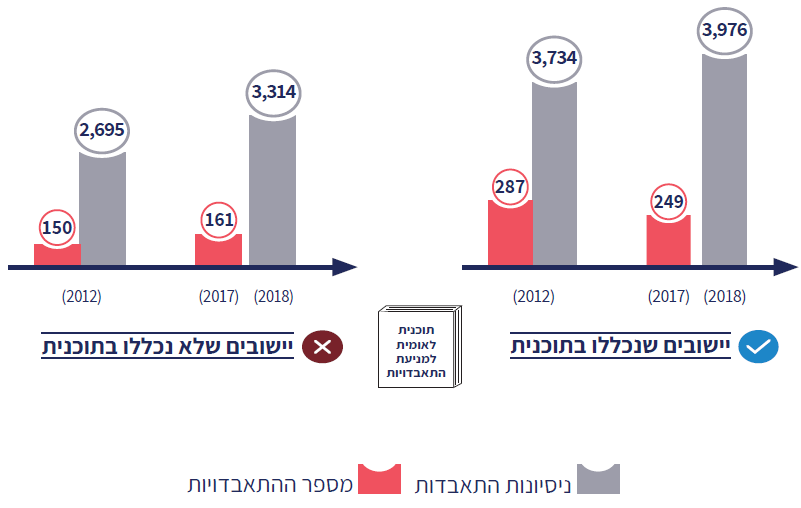 3,976
3,734
3,314
2,695
287
249
161
150
(2012)
(2017)
(2018)
(2012)
(2017)
(2018)
יישובים שנכללו בתוכנית
תוכנית
לאומית
למניעת
התאבדויות
יישובים שלא נכללו בתוכנית
ניסיונות התאבדות
מספר ההתאבדויות